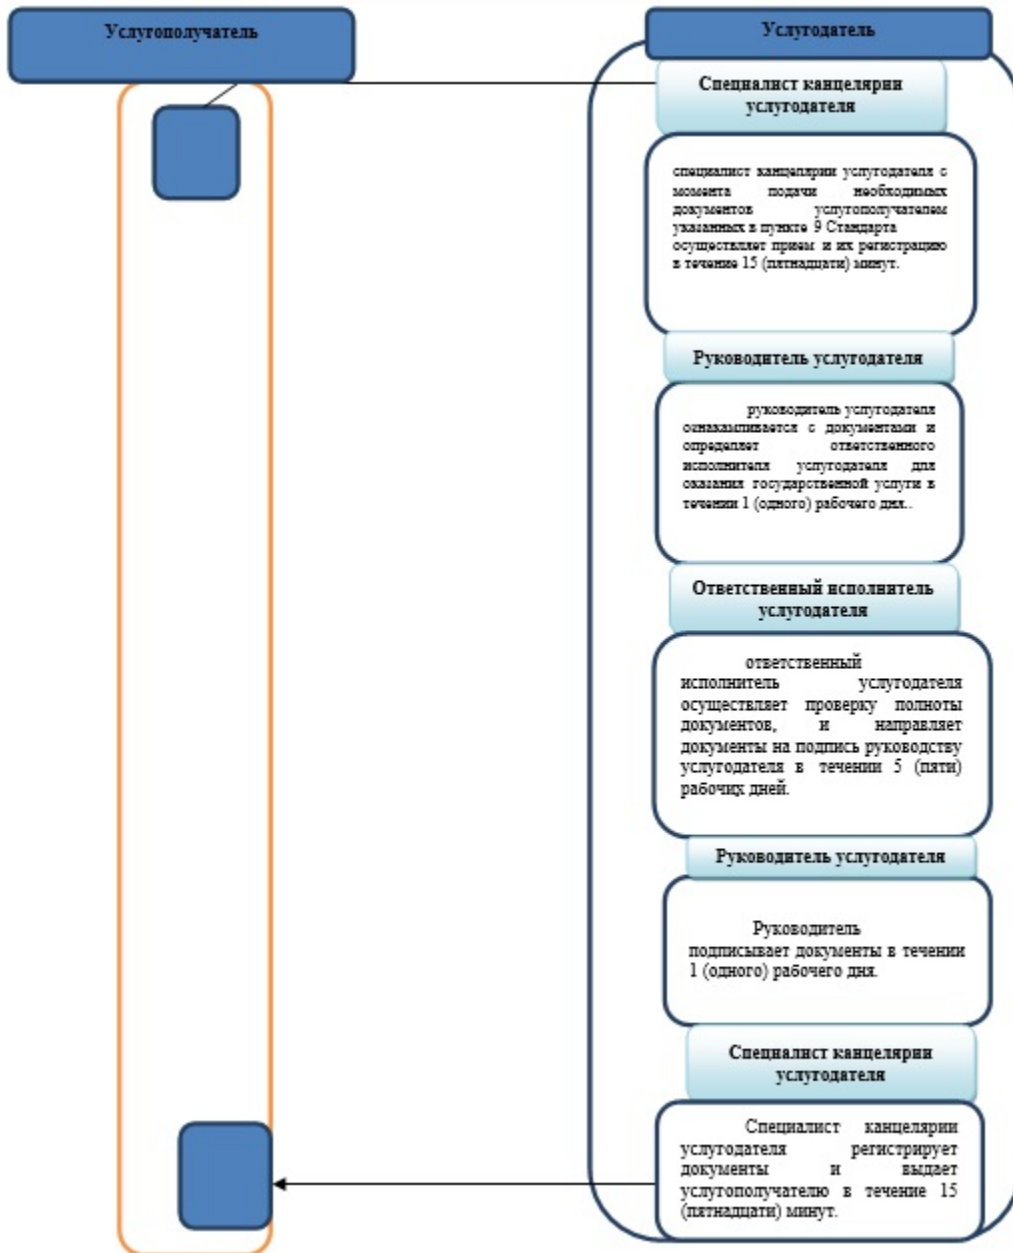 Услугополучатель
Услугодатель
Специалист канцелярии
услугодателя
специалист канцелярии услугодателя с
момента подачи необходимых
документов услугополучателем
указанных в пункте 9 Стандарта
осуществляет прием и их регистрацию
в течение 15 (пятнадцати) минут.
Руководитель услугодателя
руководитель услугодателя
ознакамливается с документами и
определяет ответственного
исполнителя услугодателя для
оказания государственной услуги в
течении 1 (одного) рабочего дня..
Ответственный исполнитель
услугодателя
ответственный
исполнитель услугодателя
осуществляет проверку полноты
документов, и направляет
документы на подпись руководству
услугодателя в течении 5 (пяти)
рабочих дней.
Руководитель услугодателя
Руководитель
подписывает документы в течении
1 (одного) рабочего дня.
Специалист канцелярии
услугодателя
Специалист канцелярии
услугодателя регистрирует
документы и выдает
услугополучателю в течение 15
(пятнадцати) минут.